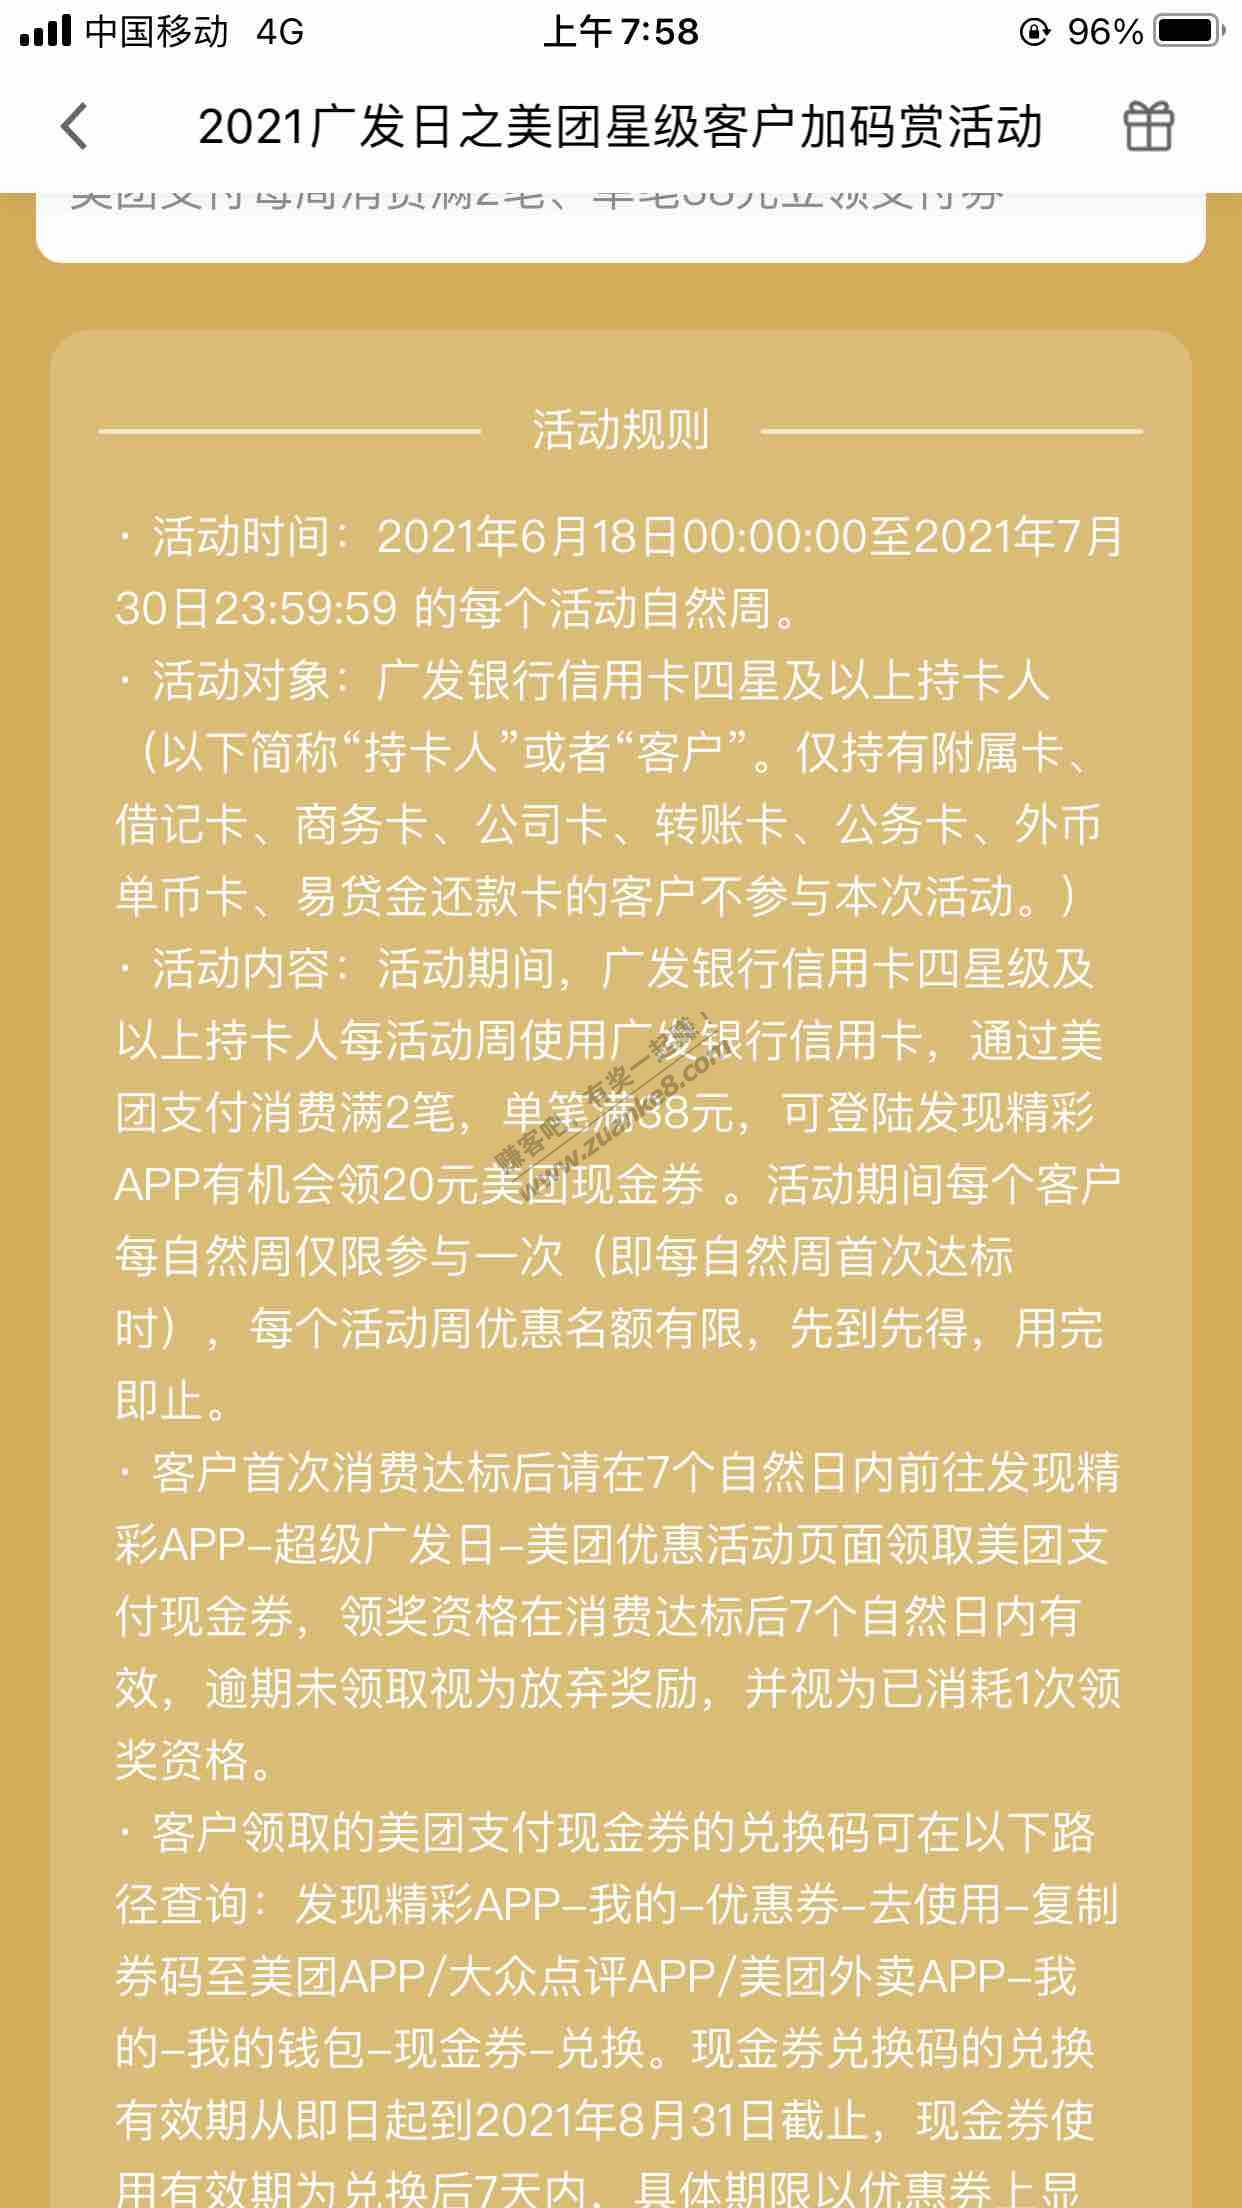 中国移动 4G 上午7:58 96%
2021广发日之美团星级客户加码赏活动
美团支付每周消费满2笔、单笔38元立领支付券
活动规则
· 活动时间：2021年6月18日00:00:00至2021年7月
30日23:59:59 的每个活动自然周。
· 活动对象：广发银行信用卡四星及以上持卡人
（以下简称“持卡人”或者“客户”。仅持有附属卡、
借记卡、商务卡、公司卡、转账卡、公务卡、外币
单币卡、易贷金还款卡的客户不参与本次活动。）
· 活动内容：活动期间，广发银行信用卡四星级及
以上持卡人每活动周使用广发银行信用卡，通过美
团支付消费满2笔，单笔满38元，可登陆发现精彩
APP有机会领20元美团现金券 。活动期间每个客户
每自然周仅限参与一次（即每自然周首次达标
时），每个活动周优惠名额有限，先到先得，用完
即止。
· 客户首次消费达标后请在7个自然日内前往发现精
彩APP–超级广发日–美团优惠活动页面领取美团支
付现金券，领奖资格在消费达标后7个自然日内有
效，逾期未领取视为放弃奖励，并视为已消耗1次领
奖资格。
· 客户领取的美团支付现金券的兑换码可在以下路
径查询：发现精彩APP–我的–优惠券–去使用–复制
券码至美团APP/大众点评APP/美团外卖APP–我
的–我的钱包–现金券–兑换。现金券兑换码的兑换
有效期从即日起到2021年8月31日截止，现金券使
用有效期为兑换后7天内，具体期限以优惠券上显
赚客吧，有奖一起赚！
www.zuanke8.com